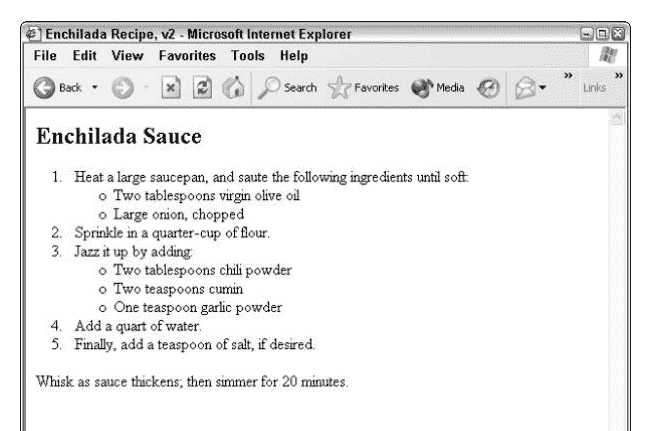 Enchilada Recipe, v2 - Microsoft Internet Explorer
File Edit View Favorites Tools Help
Back Search Favorites Media » Links »
Enchilada Sauce
1. Heat a large saucepan, and saute the following ingredients until soft:
o Two tablespoons virgin olive oil
o Large onion, chopped
2. Sprinkle in a quarter-cup of flour.
3. Jazz it up by adding:
o Two tablespoons chili powder
o Two teaspoons cumin
o One teaspoon garlic powder
4. Add a quart of water.
5. Finally, add a teaspoon of salt, if desired.
Whisk as sauce thickens; then simmer for 20 minutes.